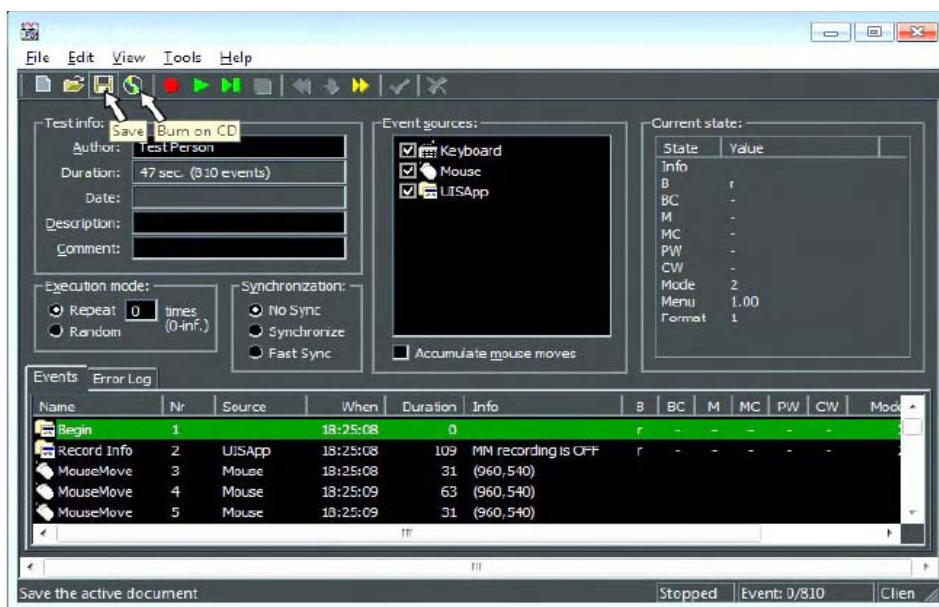 File Edit View Tools Help
Save Burn on CD
Test info:
Author: Test Person
Duration: 47 sec. (810 events)
Date:
Description:
Comment:
Event sources:
Keyboard
Mouse
UISApp
Accumulate mouse moves
Current state:
State Value
Info
B r
BC -
M -
MC -
PW -
CW -
Mode 2
Menu 1.00
Format 1
Execution mode:
Repeat 0 times
(0-inf.)
Random
Synchronization:
No Sync
Synchronize
Fast Sync
Events Error Log
Name Nr Source When Duration Info B BC M MC PW CW Mode
Begin 1 18:25:08 0 r - - - - -
Record Info 2 UISApp 18:25:08 109 MM recording is OFF r - - - - -
MouseMove 3 Mouse 18:25:08 31 (960,540)
MouseMove 4 Mouse 18:25:09 63 (960,540)
MouseMove 5 Mouse 18:25:09 31 (960,540)
Save the active document Stopped Event: 0/810 Clien